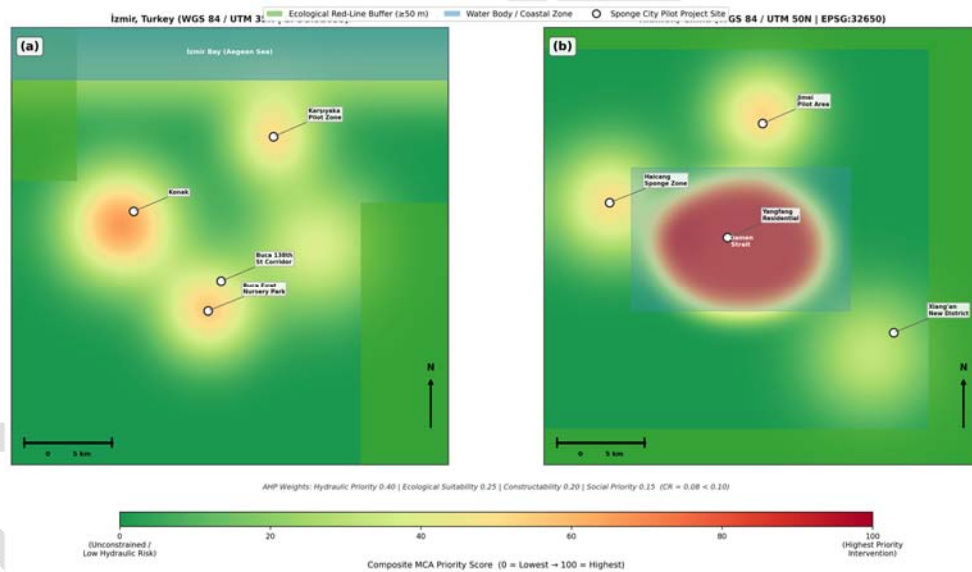 Ecological Red-Line Buffer (≥50 m)
Water Body / Coastal Zone
Sponge City Pilot Project Site
İzmir, Turkey (WGS 84 / UTM 35
(WGS 84 / UTM 50N | EPSG:32650)
(a)
İzmir Bay (Aegean Sea)
Karşıyaka
Pilot Zone
Konak
Buca 138th
St Corridor
Nursery Park
N
0 5 km
(b)
Jimei
Pilot Area
Haicang
Sponge Zone
Yangfang
Residential
Xiamen
Strait
Xiang'an
New District
N
0 5 km
AHP Weights: Hydraulic Priority 0.40 | Ecological Suitability 0.25 | Constructability 0.20 | Social Priority 0.15 (CR = 0.08 < 0.10)
0 20 40 60 80 100
(Unconstrained /
Low Hydraulic Risk)
(Highest Priority
Intervention)
Composite MCA Priority Score (0 = Lowest → 100 = Highest)